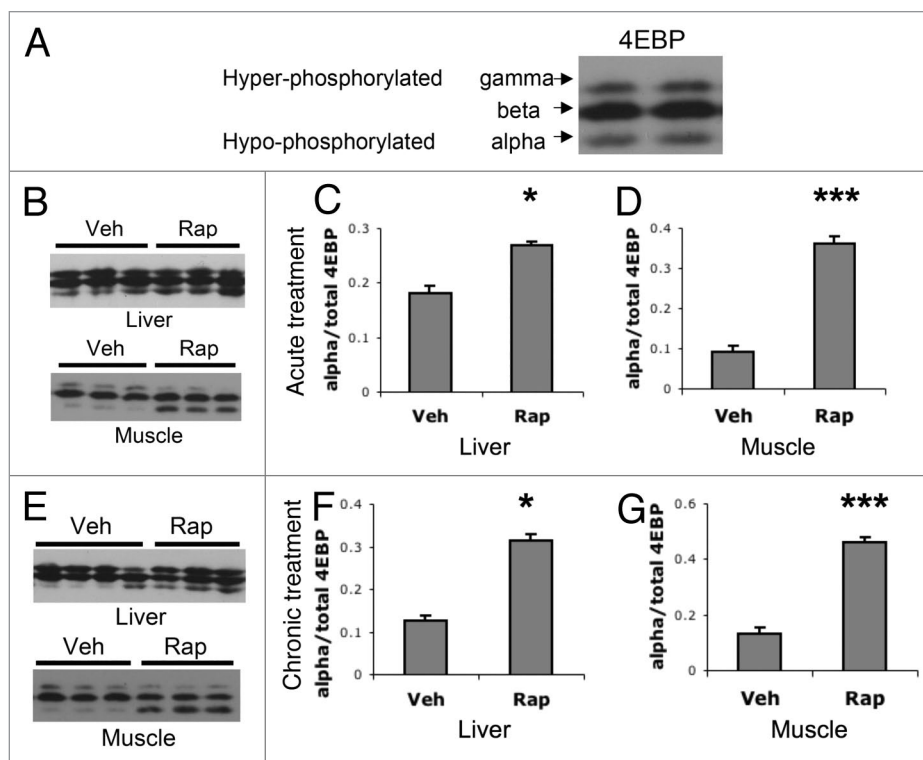 A
4EBP
Hyper-phosphorylated gamma
beta
Hypo-phosphorylated alpha
B
Veh Rap
Liver
Veh Rap
Muscle
C
*
Acute treatment
alpha/total 4EBP
0.3
0.2
0.1
0
Veh Rap
Liver
D
***
alpha/total 4EBP
0.4
0.3
0.2
0.1
0
Veh Rap
Muscle
E
Veh Rap
Liver
Veh Rap
Muscle
F
*
Chronic treatment
alpha/total 4EBP
0.4
0.3
0.2
0.1
0
Veh Rap
Liver
G
***
alpha/total 4EBP
0.6
0.4
0.2
0
Veh Rap
Muscle